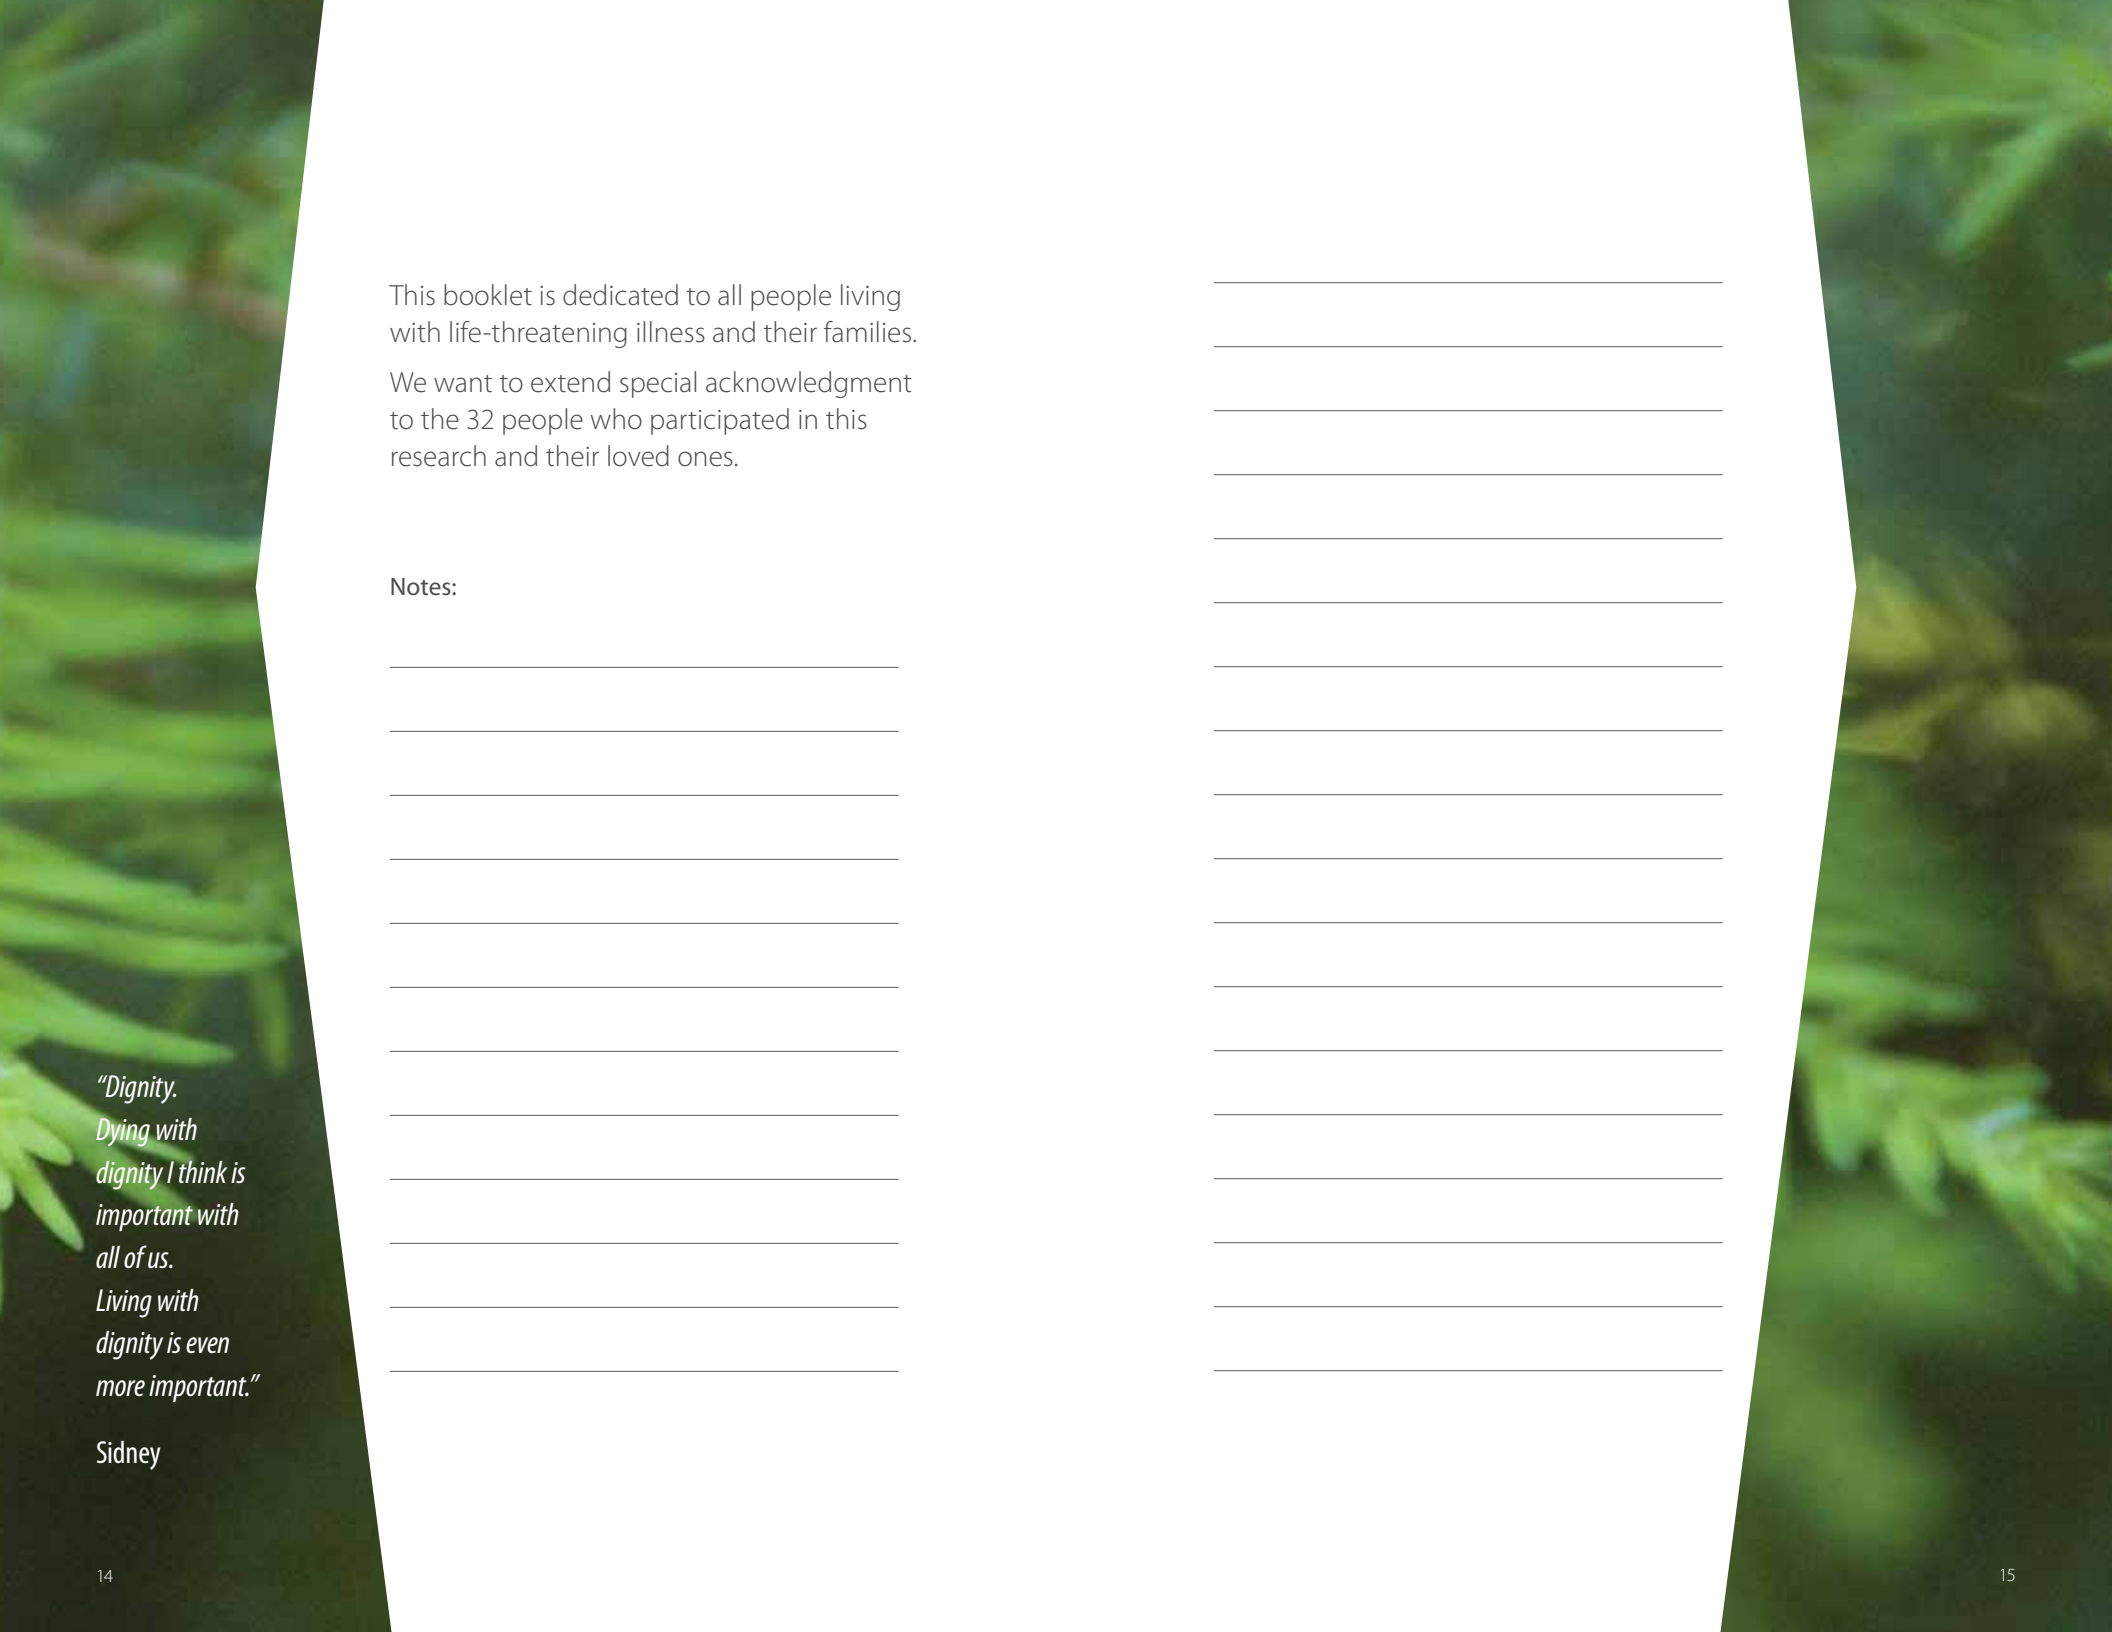 This booklet is dedicated to all people living
with life-threatening illness and their families.
We want to extend special acknowledgment
to the 32 people who participated in this
research and their loved ones.
Notes:
“Dignity.
Dying with
dignity I think is
important with
all of us.
Living with
dignity is even
more important.”
Sidney
14
15